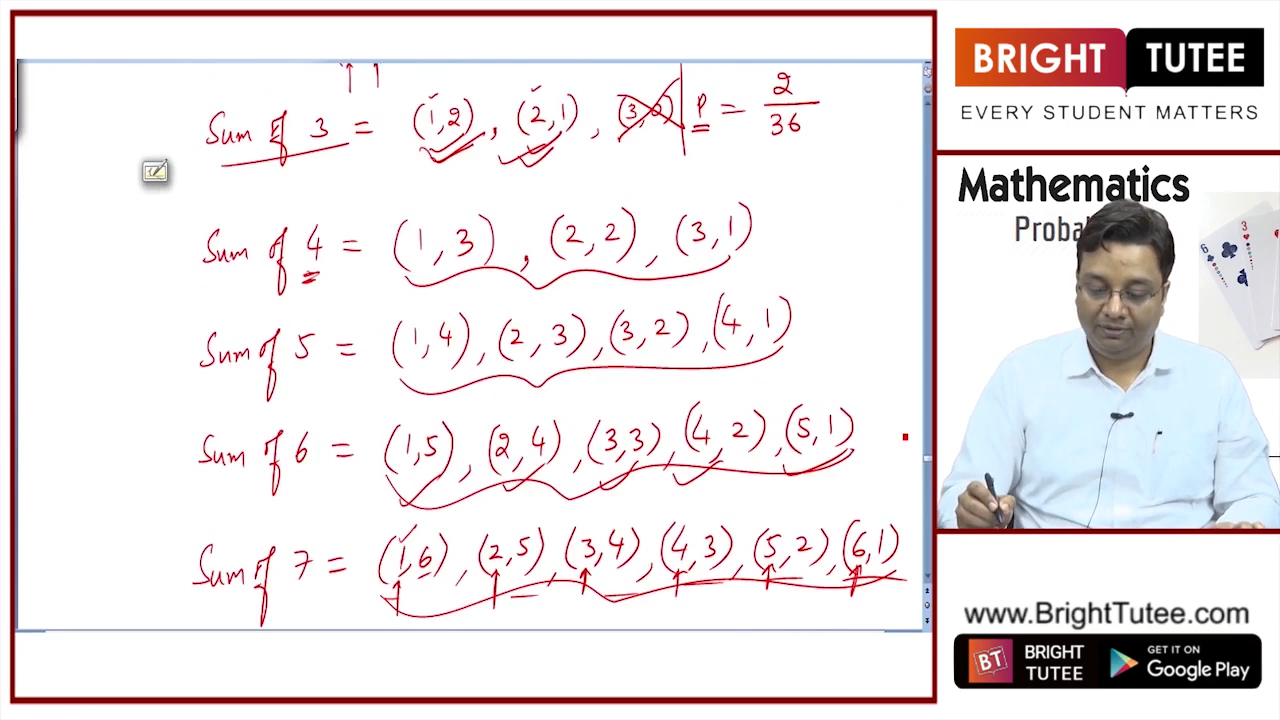 Sum of 3 = (1,2), (2,1), (3,0) P = 2/36
Sum of 4 = (1,3), (2,2), (3,1)
Sum of 5 = (1,4), (2,3), (3,2), (4,1)
Sum of 6 = (1,5), (2,4), (3,3), (4,2), (5,1)
Sum of 7 = (1,6), (2,5), (3,4), (4,3), (5,2), (6,1)
BRIGHT TUTEE
EVERY STUDENT MATTERS
Mathematics
6
3
www.BrightTutee.com
BT
BRIGHT
TUTEE
GET IT ON
Google Play